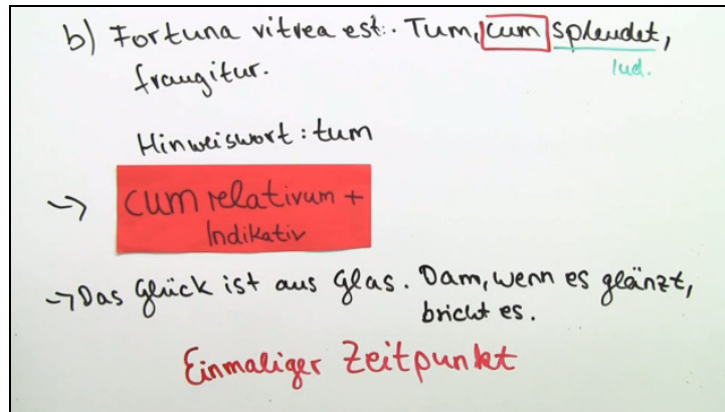 b) Fortuna vitrea est. Tum, cum splendet,
Ind.
frangitur.
Hinweiswort: tum
→ cum relativum +
Indikativ
→ Das Glück ist aus Glas. Dann, wenn es glänzt,
bricht es.
Einmaliger Zeitpunkt